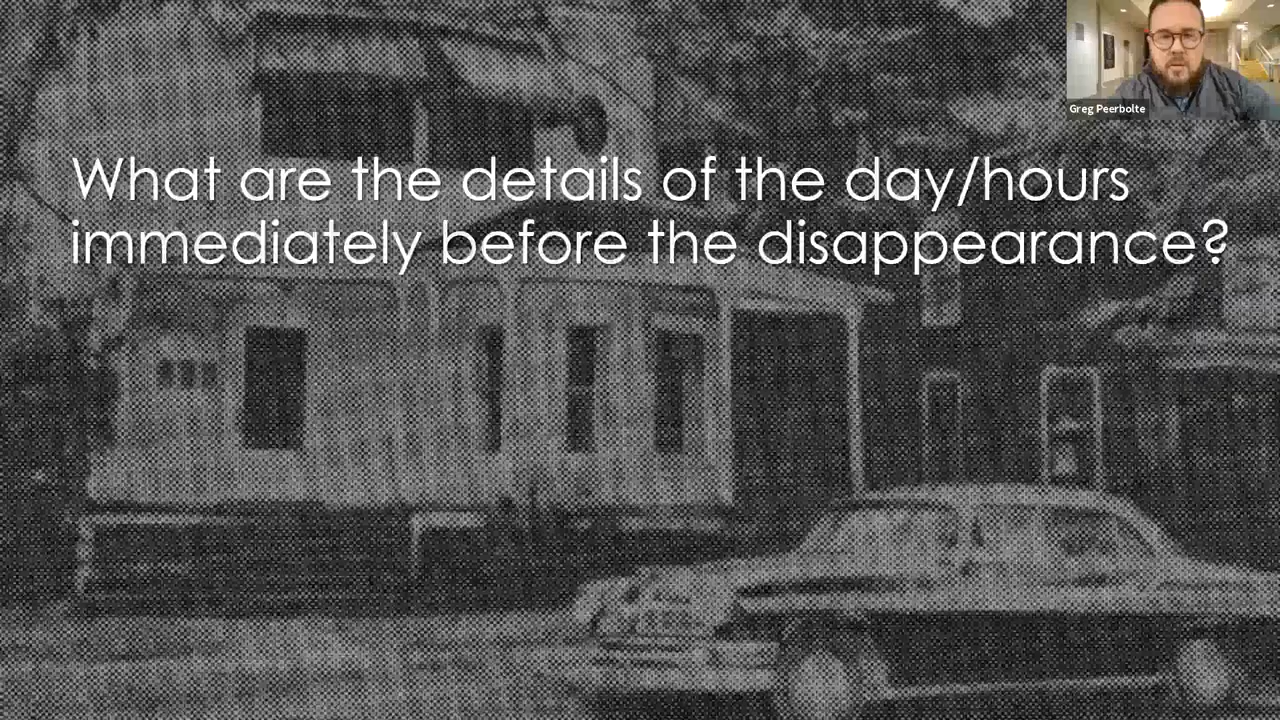 Greg Peerbolte
What are the details of the day/hours
immediately before the disappearance?